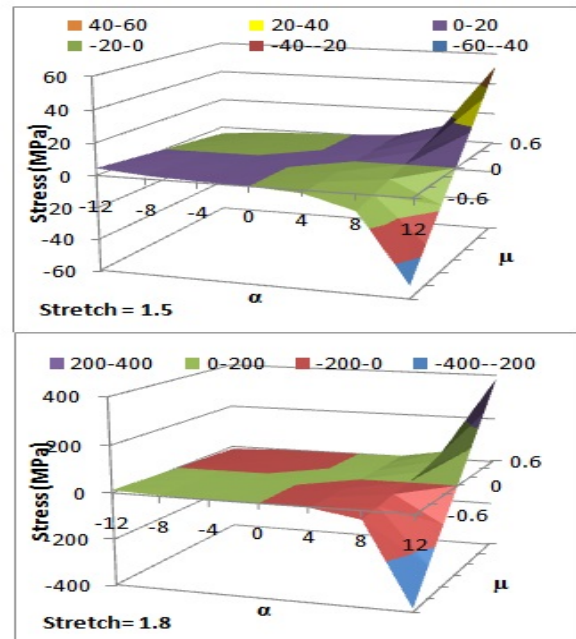 40-60 20-40 0-20
-20-0 -40--20 -60--40
60
40
20
0
-20
-40
-60
Stress(MPa)
-12 -8 -4 0 4 8 12
α
0.6
0
-0.6
μ
Stretch = 1.5
200-400 0-200 -200-0 -400--200
400
200
0
-200
-400
Stress(MPa)
-12 -8 -4 0 4 8 12
α
0.6
0
-0.6
μ
Stretch= 1.8